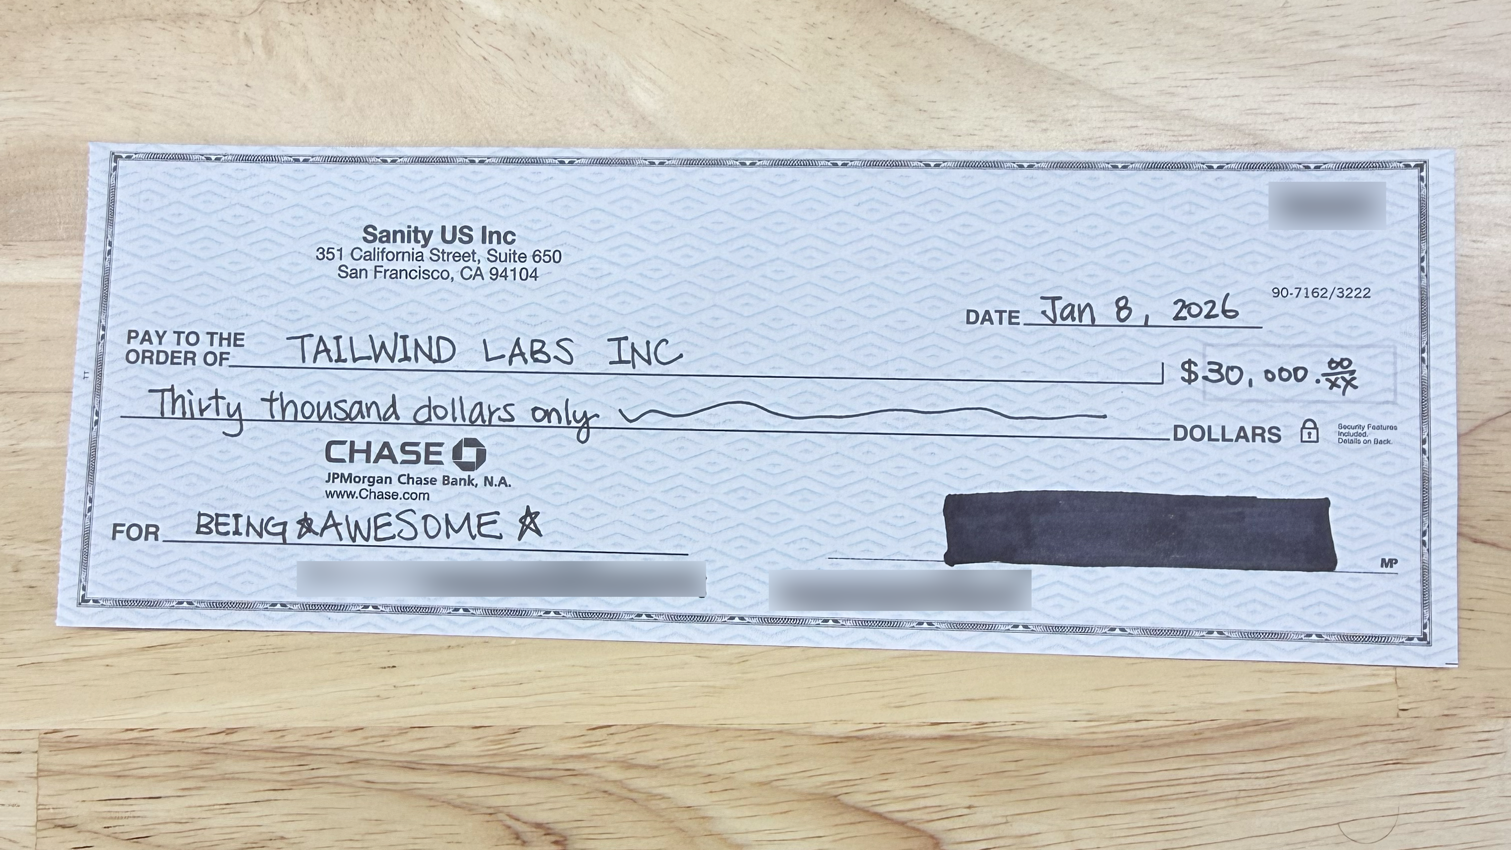 Sanity US Inc
351 California Street, Suite 650
San Francisco, CA 94104
90-7162/3222
DATE Jan 8, 2026
PAY TO THE
ORDER OF TAILWIND LABS INC
$30,000.00/xx
Thirty thousand dollars only
DOLLARS
Security Features
Included.
Details on Back.
CHASE
JPMorgan Chase Bank, N.A.
www.Chase.com
FOR BEING ☆AWESOME ☆
MP